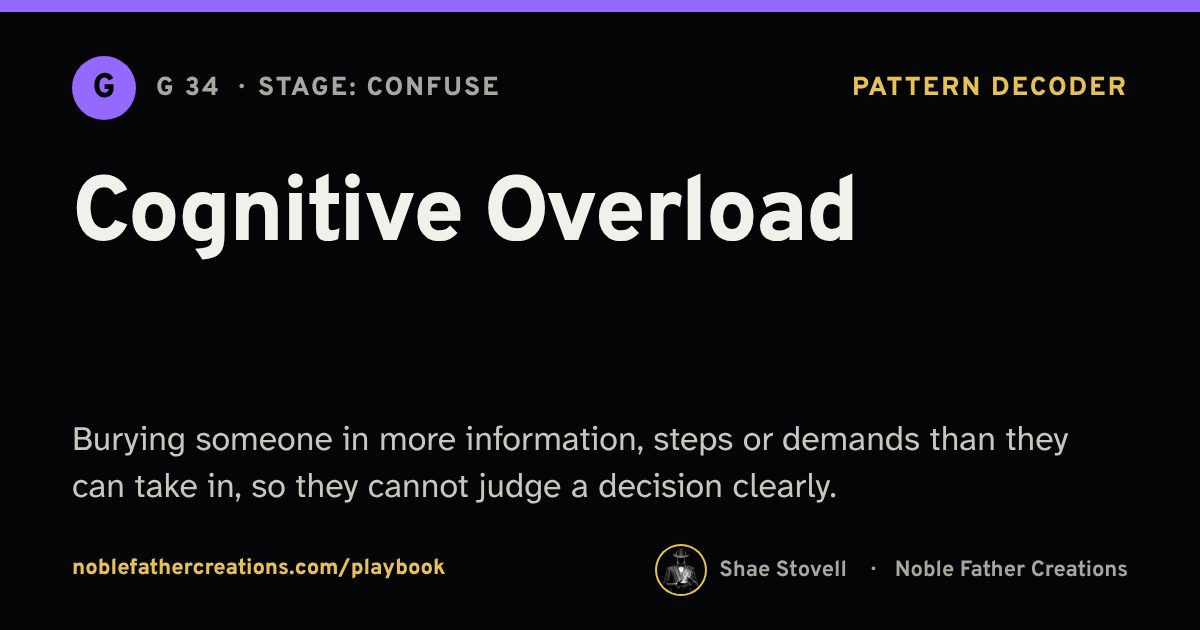 G
G 34 · STAGE: CONFUSE
PATTERN DECODER
Cognitive Overload
Burying someone in more information, steps or demands than they
can take in, so they cannot judge a decision clearly.
noblefathercreations.com/playbook
Shae Stovell · Noble Father Creations